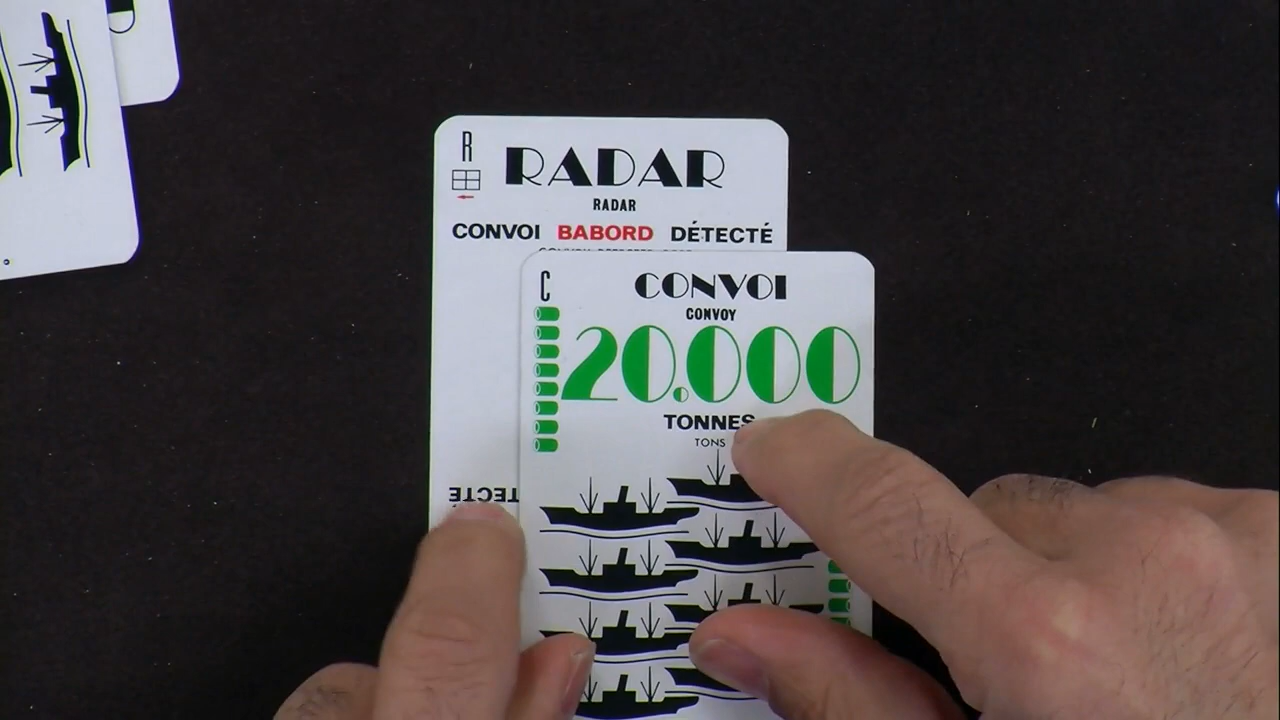 R
RADAR
RADAR
CONVOI BABORD DÉTECTÉ
C
CONVOI
CONVOY
20.000
TONNES
TONS